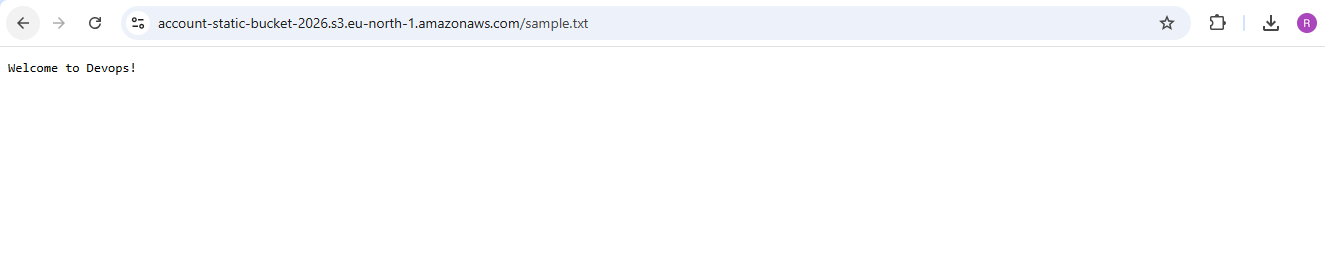 account-static-bucket-2026.s3.eu-north-1.amazonaws.com/sample.txt
R
Welcome to Devops!